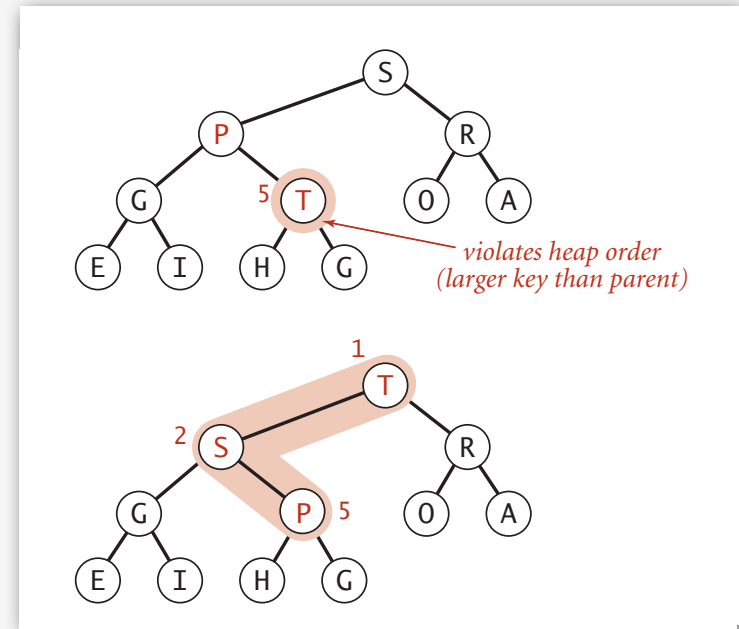 S
P R
G 5 T O A
E I H G
violates heap order
(larger key than parent)
1
T
2 S R
G P 5 O A
E I H G